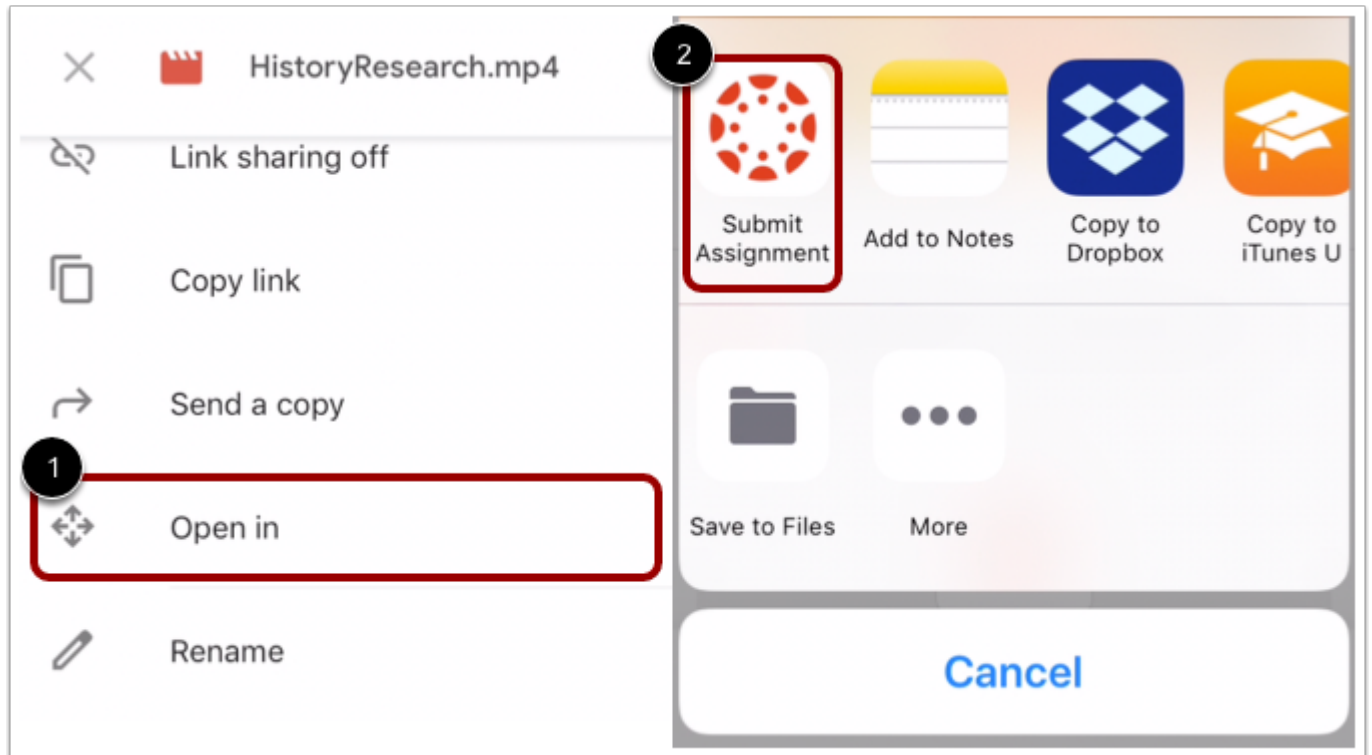 HistoryResearch.mp4
Link sharing off
Copy link
Send a copy
1
Open in
Rename
2
Submit
Assignment
Add to Notes
Copy to
Dropbox
Copy to
iTunes U
Save to Files
More
Cancel